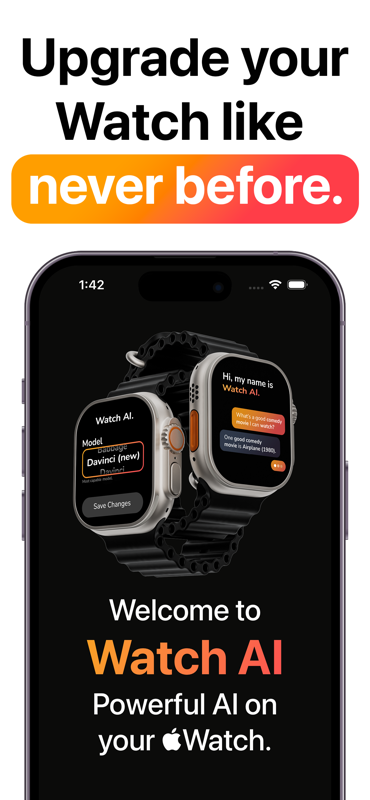 Upgrade your
Watch like
never before.
1:42
Watch AI.
Model
Babbage
Davinci (new)
Davinci
Most capable model.
Save Changes
Hi, my name is
Watch AI.
What's a good comedy
movie I can watch?
One good comedy
movie is Airplane (1980).
Welcome to
Watch AI
Powerful AI on
your Watch.